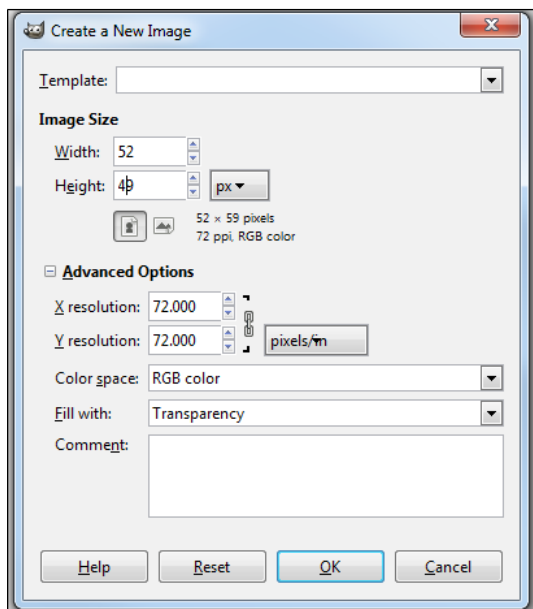 Create a New Image
Template:
Image Size
Width: 52
Height: 49 px
52 × 59 pixels
72 ppi, RGB color
Advanced Options
X resolution: 72.000
Y resolution: 72.000 pixels/in
Color space: RGB color
Fill with: Transparency
Comment:
Help Reset OK Cancel